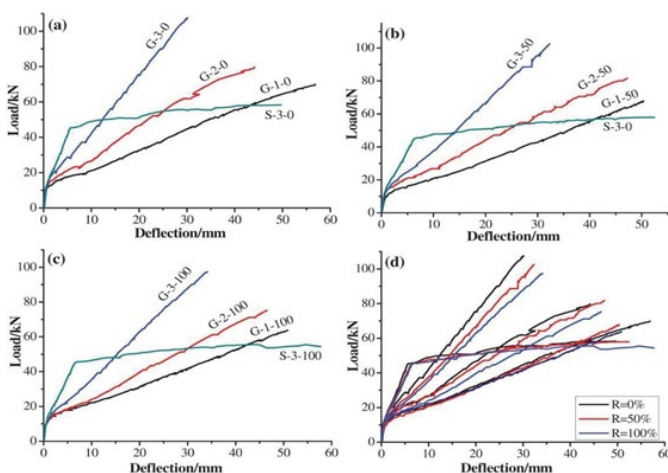 (a)
G-3-0
G-2-0
G-1-0
S-3-0
Load/kN
100
80
60
40
20
0
0 10 20 30 40 50 60
Deflection/mm
(b)
G-3-50
G-2-50
G-1-50
S-3-0
Load/kN
100
80
60
40
20
0
0 10 20 30 40 50 60
Deflection/mm
(c)
G-3-100
G-2-100
G-1-100
S-3-100
Load/kN
100
80
60
40
20
0
0 10 20 30 40 50 60
Deflection/mm
(d)
Load/kN
100
80
60
40
20
0
0 10 20 30 40 50 60
Deflection/mm
R=0%
R=50%
R=100%